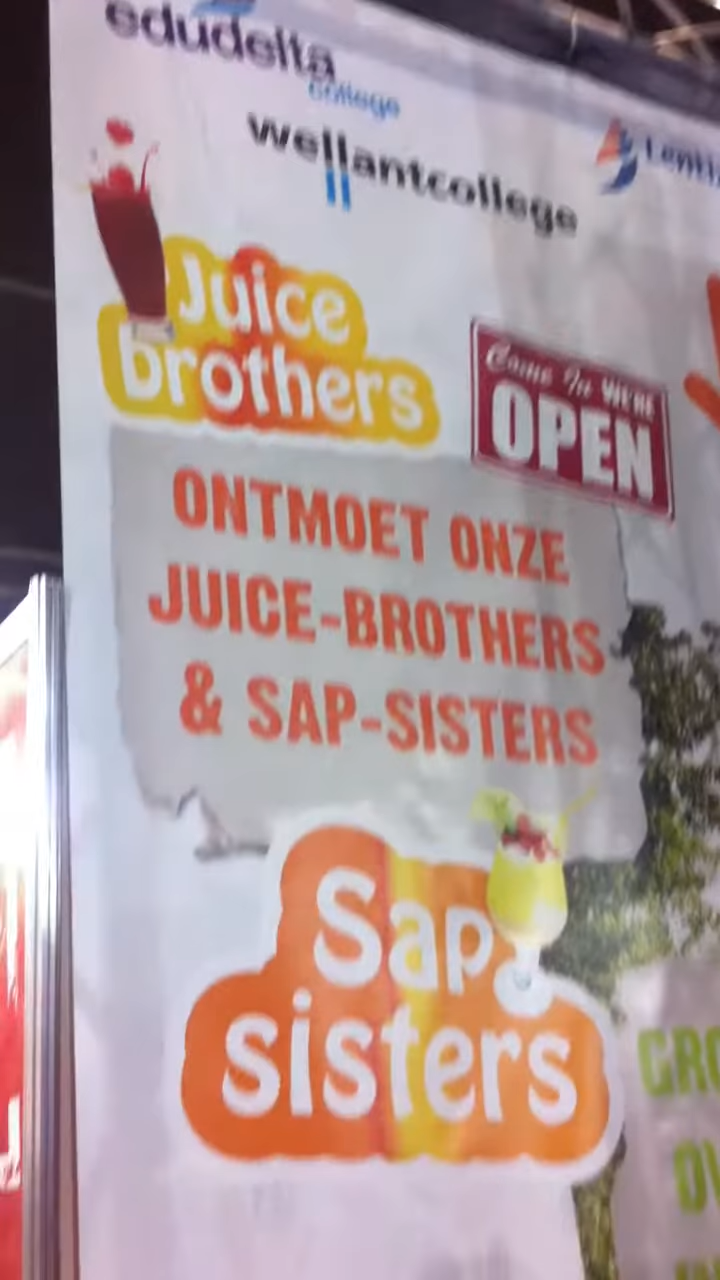 edudelta
college
wellantcollege
Juice
brothers
Come In WE'RE
OPEN
ONTMOET ONZE
JUICE-BROTHERS
& SAP-SISTERS
Sap
sisters